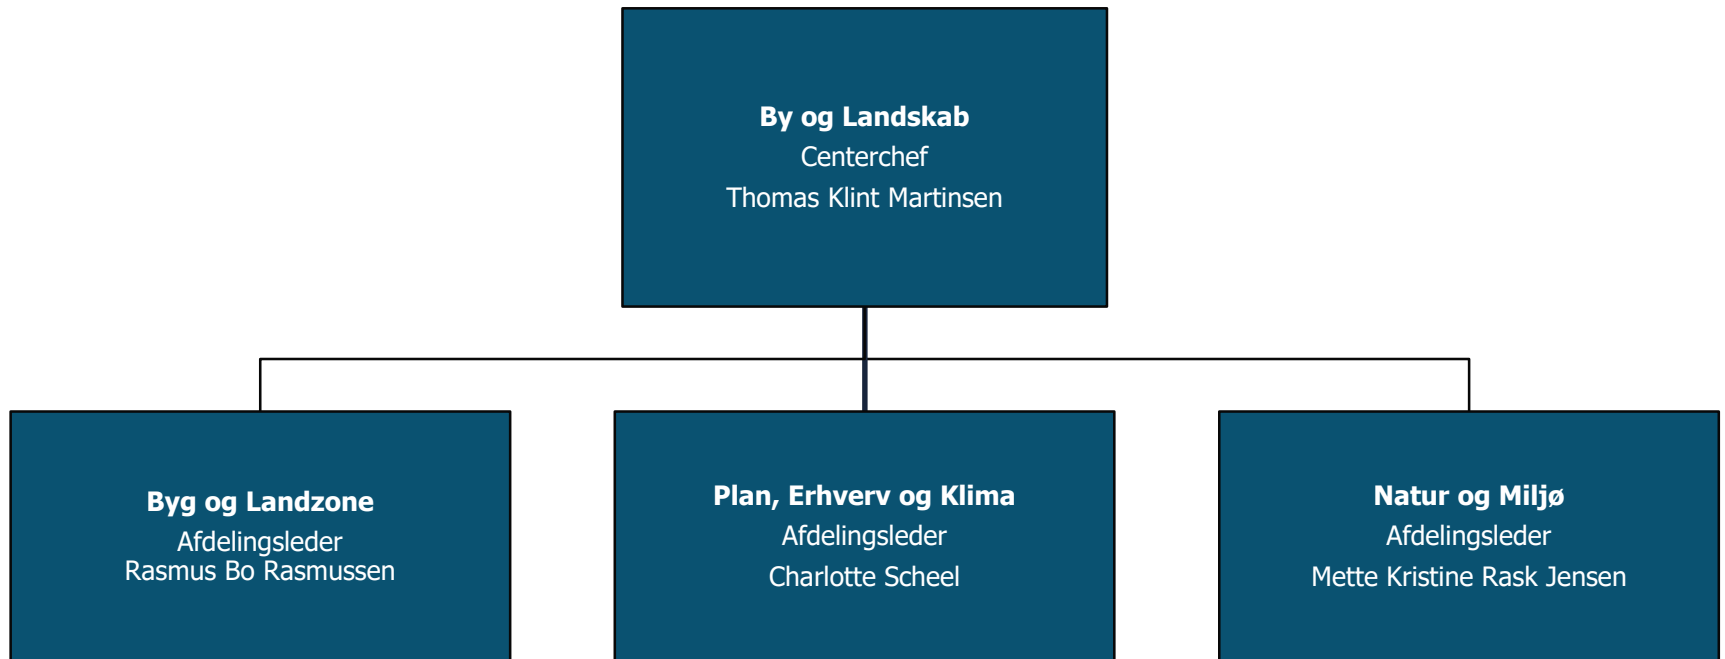 By og Landskab
Centerchef
Thomas Klint Martinsen
Byg og Landzone
Afdelingsleder
Rasmus Bo Rasmussen
Plan, Erhverv og Klima
Afdelingsleder
Charlotte Scheel
Natur og Miljø
Afdelingsleder
Mette Kristine Rask Jensen